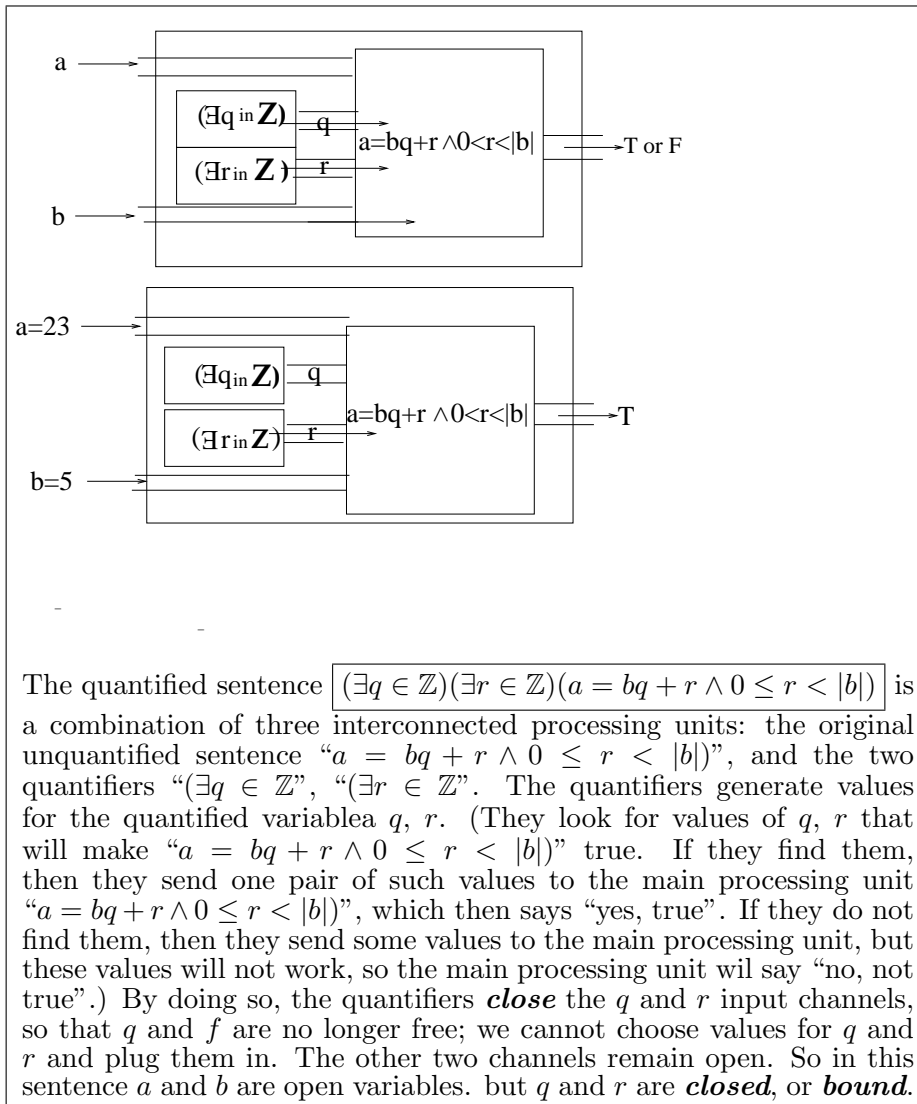 a
(∃q in Z)
q
a=bq+r ∧0<r<|b|
T or F
(∃r in Z )
r
b
a=23
(∃q in Z)
q
a=bq+r ∧0<r<|b|
T
(∃ r in Z)
r
b=5
The quantified sentence (∃q ∈ ℤ)(∃r ∈ ℤ)(a = bq + r ∧ 0 ≤ r < |b|) is
a combination of three interconnected processing units: the original
unquantified sentence “a = bq + r ∧ 0 ≤ r < |b|)”, and the two
quantifiers “(∃q ∈ ℤ”, “(∃r ∈ ℤ”. The quantifiers generate values
for the quantified variablea q, r. (They look for values of q, r that
will make “a = bq + r ∧ 0 ≤ r < |b|)” true. If they find them,
then they send one pair of such values to the main processing unit
“a = bq + r ∧ 0 ≤ r < |b|)”, which then says “yes, true”. If they do not
find them, then they send some values to the main processing unit, but
these values will not work, so the main processing unit wil say “no, not
true”.) By doing so, the quantifiers close the q and r input channels,
so that q and f are no longer free; we cannot choose values for q and
r and plug them in. The other two channels remain open. So in this
sentence a and b are open variables. but q and r are closed, or bound.